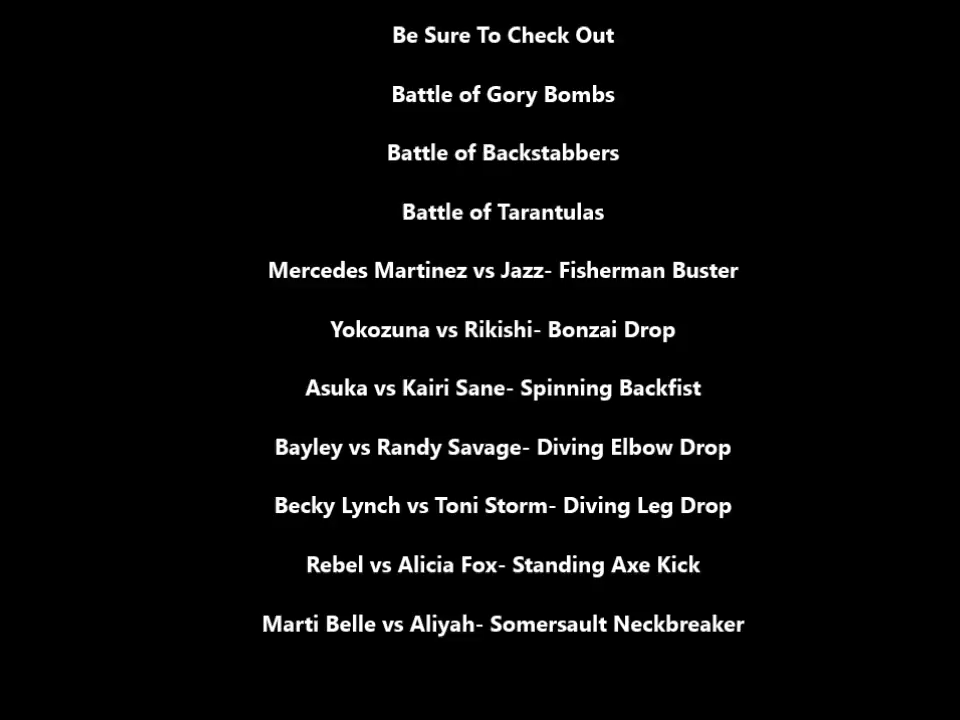 Be Sure To Check Out
Battle of Gory Bombs
Battle of Backstabbers
Battle of Tarantulas
Mercedes Martinez vs Jazz- Fisherman Buster
Yokozuna vs Rikishi- Bonzai Drop
Asuka vs Kairi Sane- Spinning Backfist
Bayley vs Randy Savage- Diving Elbow Drop
Becky Lynch vs Toni Storm- Diving Leg Drop
Rebel vs Alicia Fox- Standing Axe Kick
Marti Belle vs Aliyah- Somersault Neckbreaker